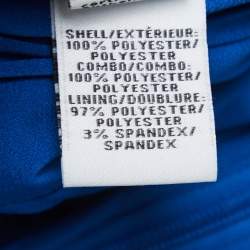 SHELL/EXTÉRIEUR:
100% POLYESTER/
POLYESTER
COMBO/COMBO:
100% POLYESTER/
POLYESTER
LINING/DOUBLURE:
97% POLYESTER/
POLYESTER
3% SPANDEX/
SPANDEX